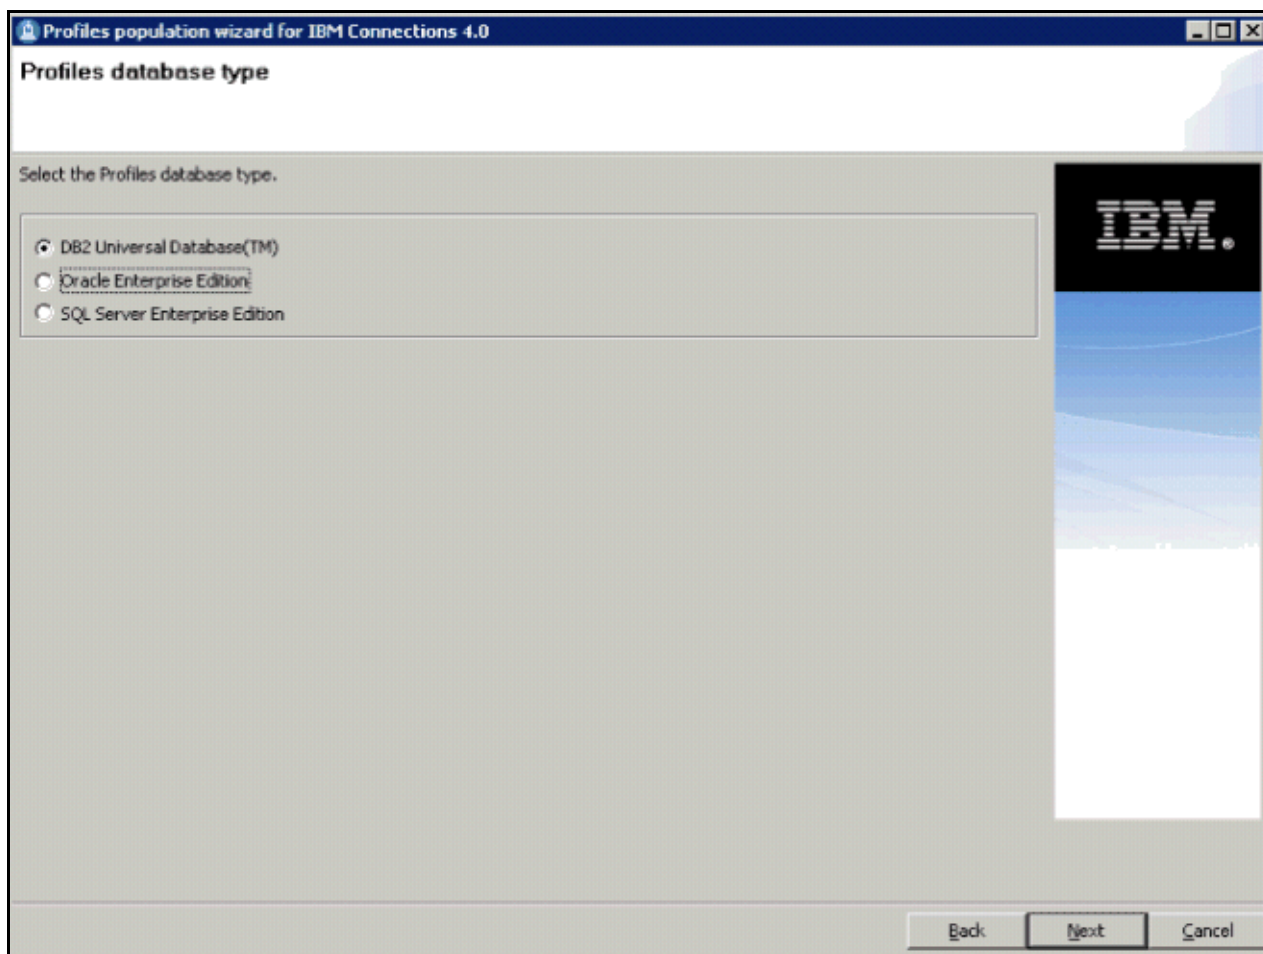 Profiles population wizard for IBM Connections 4.0
Profiles database type
Select the Profiles database type.
IBM®
DB2 Universal Database(TM)
Oracle Enterprise Edition
SQL Server Enterprise Edition
Back
Next
Cancel